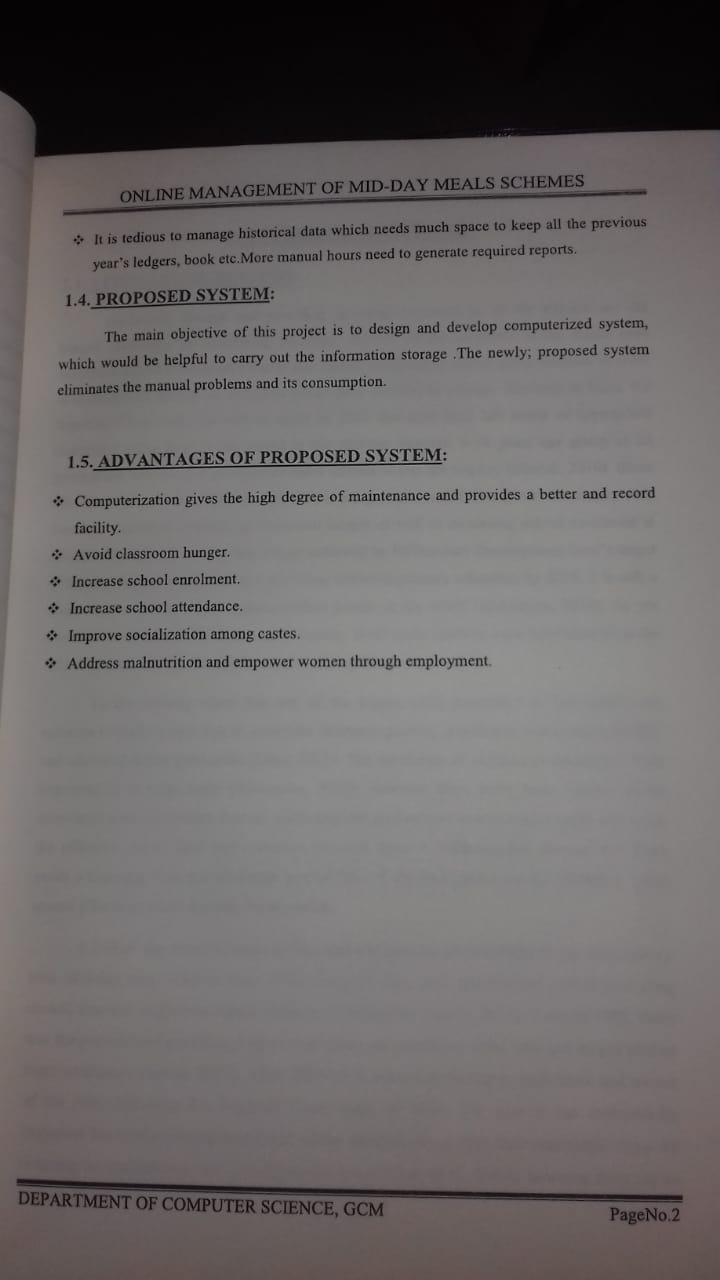 ONLINE MANAGEMENT OF MID-DAY MEALS SCHEMES
❖ It is tedious to manage historical data which needs much space to keep all the previous
year's ledgers, book etc.More manual hours need to generate required reports.
1.4. PROPOSED SYSTEM:
The main objective of this project is to design and develop computerized system,
which would be helpful to carry out the information storage .The newly; proposed system
eliminates the manual problems and its consumption.
1.5. ADVANTAGES OF PROPOSED SYSTEM:
❖ Computerization gives the high degree of maintenance and provides a better and record
facility.
❖ Avoid classroom hunger.
❖ Increase school enrolment.
❖ Increase school attendance.
❖ Improve socialization among castes.
❖ Address malnutrition and empower women through employment.
DEPARTMENT OF COMPUTER SCIENCE, GCM
PageNo.2